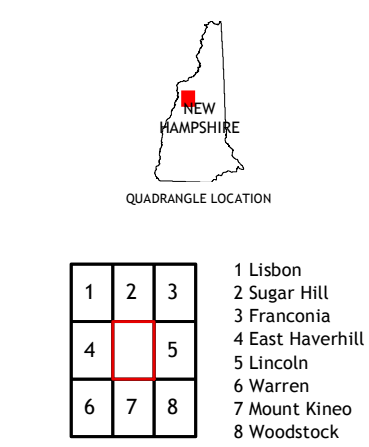 NEW
HAMPSHIRE
QUADRANGLE LOCATION
1 2 3
4 5
6 7 8
1 Lisbon
2 Sugar Hill
3 Franconia
4 East Haverhill
5 Lincoln
6 Warren
7 Mount Kineo
8 Woodstock